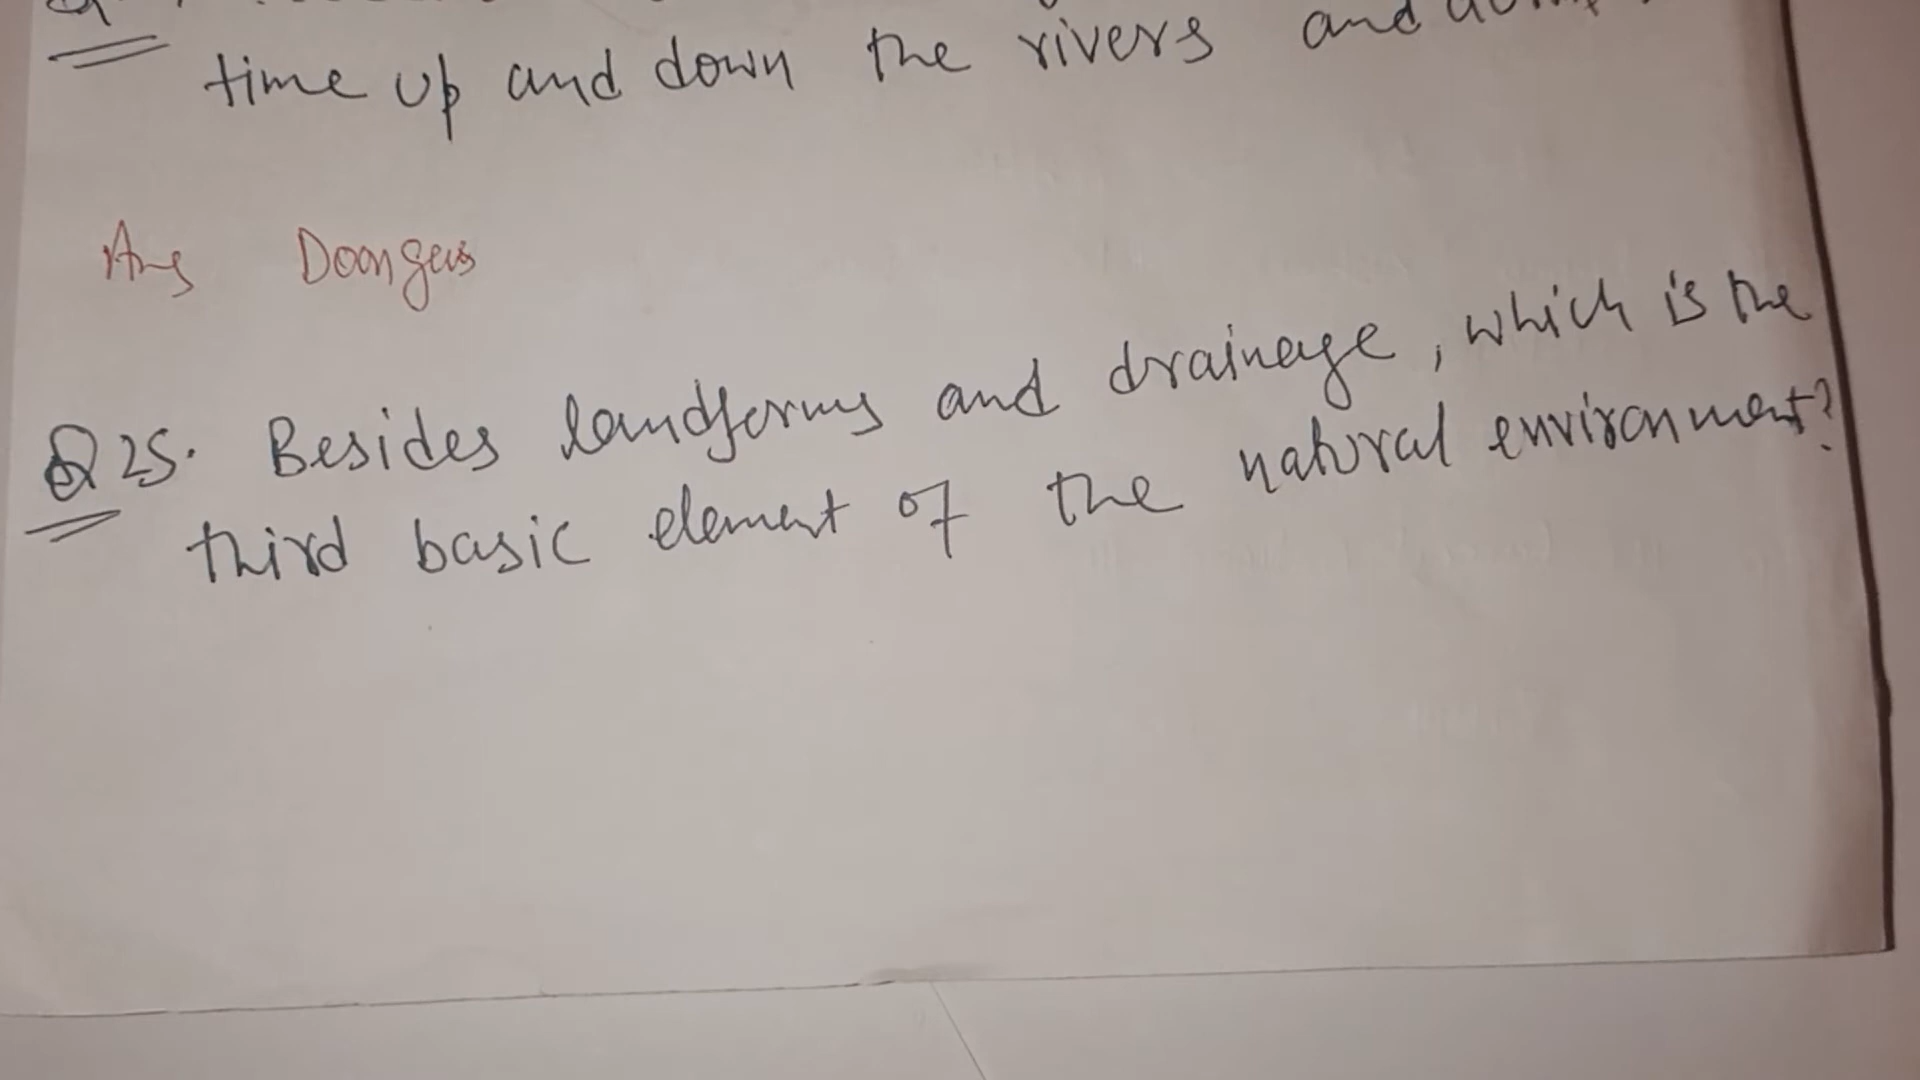 time up and down the rivers and
Ans Doongas
Q25. Besides landforms and drainage, which is the
third basic element of the natural environment?